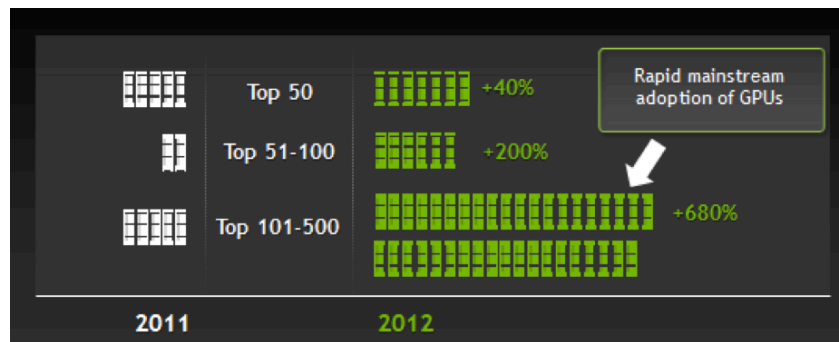 Top 50
+40%
Rapid mainstream
adoption of GPUs
Top 51-100
+200%
Top 101-500
+680%
2011
2012